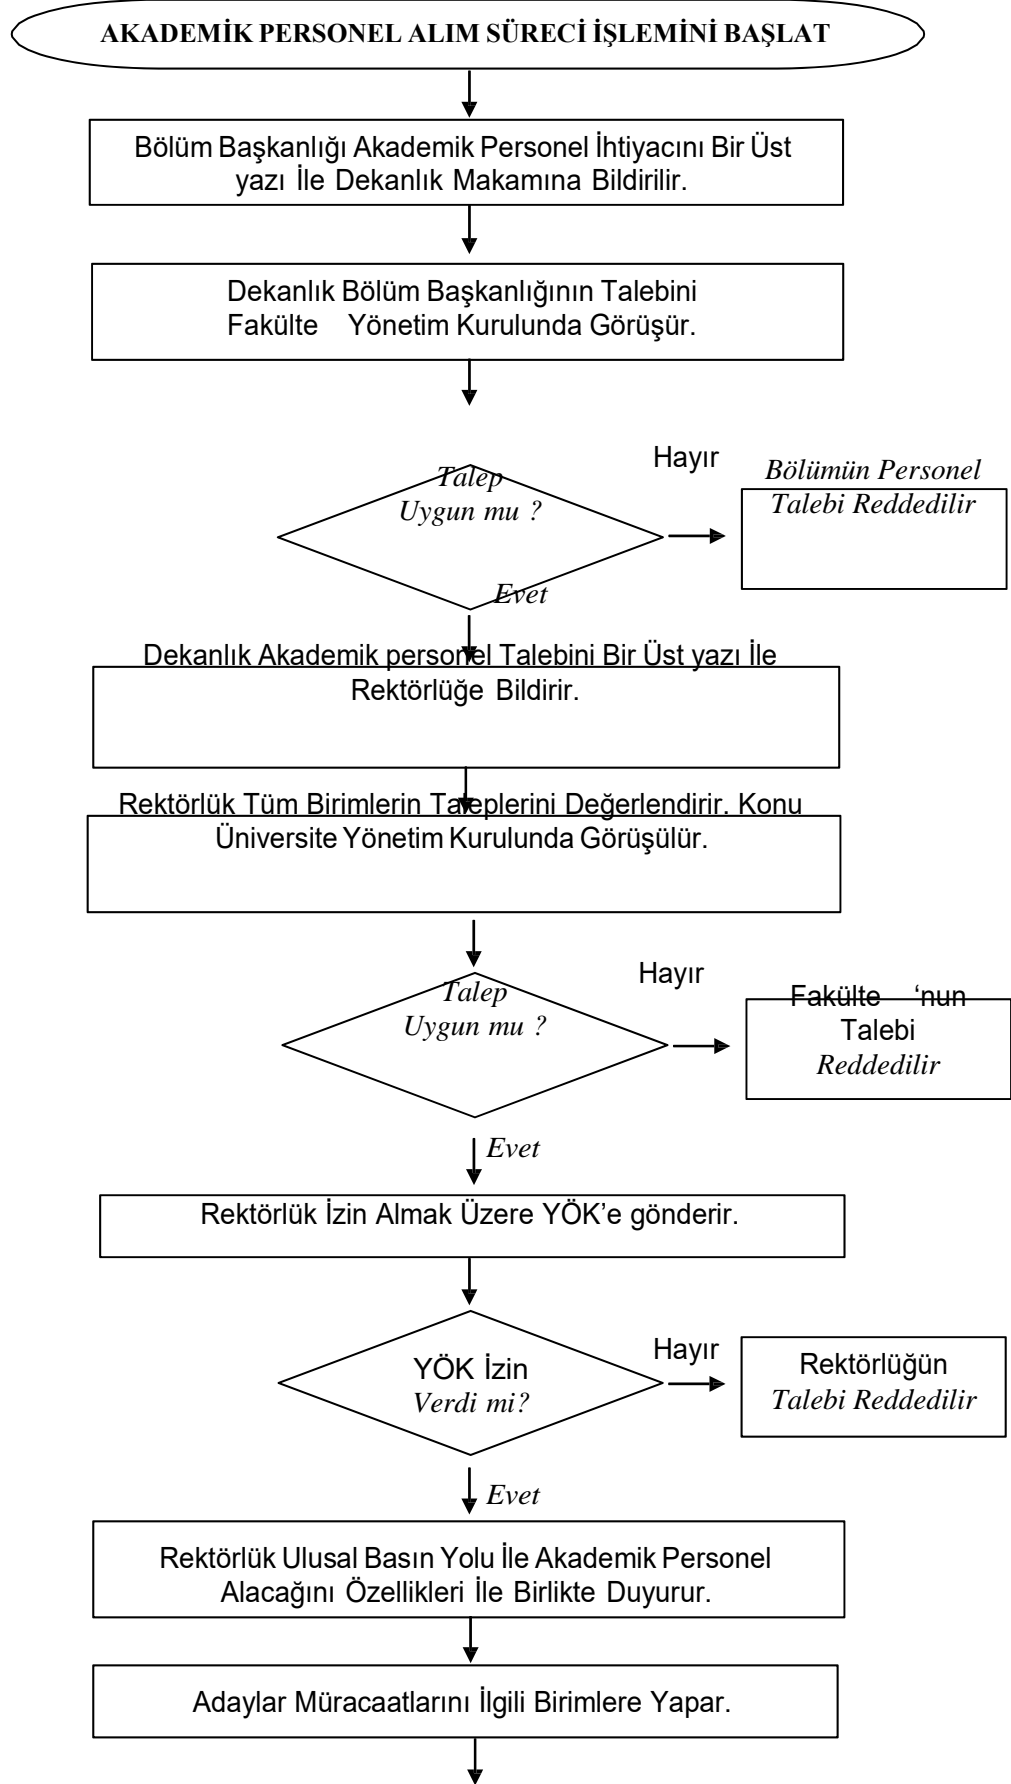 AKADEMİK PERSONEL ALIM SÜRECİ İŞLEMİNİ BAŞLAT
Bölüm Başkanlığı Akademik Personel İhtiyacını Bir Üst
yazı İle Dekanlık Makamına Bildirilir.
Dekanlık Bölüm Başkanlığının Talebini
Fakülte Yönetim Kurulunda Görüşür.
Talep
Uygun mu ?
Hayır
Bölümün Personel
Talebi Reddedilir
Evet
Dekanlık Akademik personel Talebini Bir Üst yazı İle
Rektörlüğe Bildirir.
Rektörlük Tüm Birimlerin Taleplerini Değerlendirir. Konu
Üniversite Yönetim Kurulunda Görüşülür.
Talep
Uygun mu ?
Hayır
Fakülte ‘nun
Talebi
Reddedilir
Evet
Rektörlük İzin Almak Üzere YÖK’e gönderir.
YÖK İzin
Verdi mi?
Hayır
Rektörlüğün
Talebi Reddedilir
Evet
Rektörlük Ulusal Basın Yolu İle Akademik Personel
Alacağını Özellikleri İle Birlikte Duyurur.
Adaylar Müracaatlarını İlgili Birimlere Yapar.